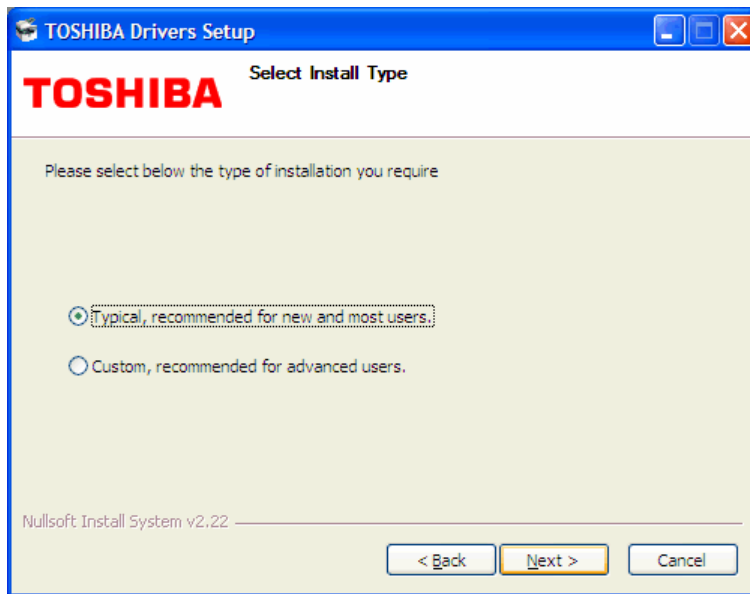 TOSHIBA Drivers Setup
TOSHIBA
Select Install Type
Please select below the type of installation you require
Typical, recommended for new and most users.
Custom, recommended for advanced users.
Nullsoft Install System v2.22
< Back
Next >
Cancel